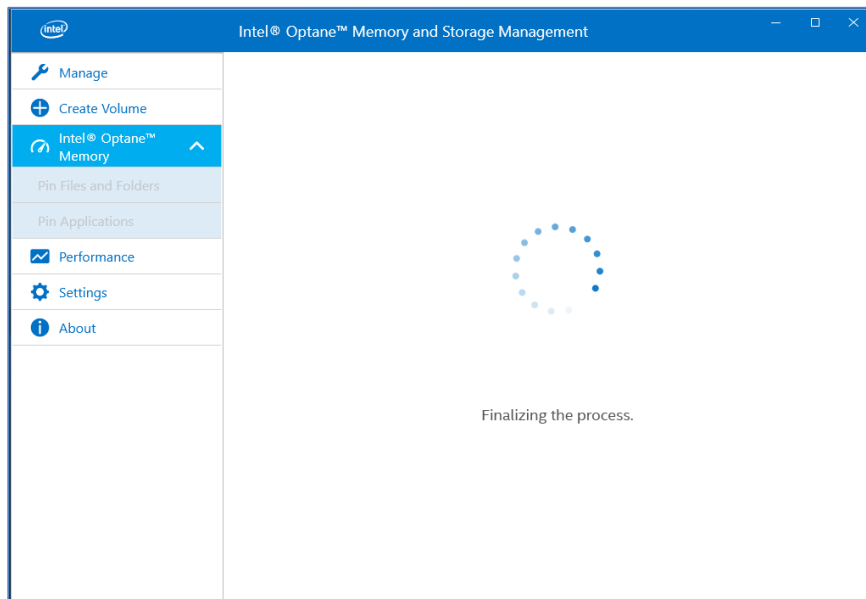 intel
Intel® Optane™ Memory and Storage Management
Manage
Create Volume
Intel® Optane™
Memory
Pin Files and Folders
Pin Applications
Performance
Settings
About
Finalizing the process.